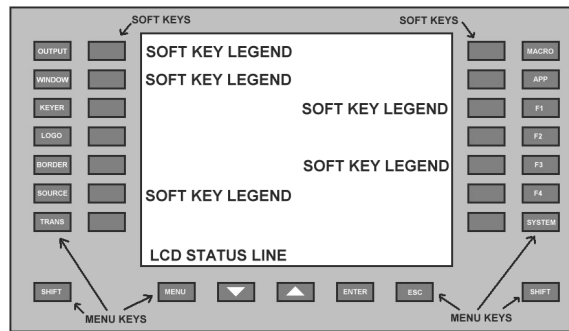 SOFT KEYS SOFT KEYS
OUTPUT SOFT KEY LEGEND MACRO
WINDOW SOFT KEY LEGEND APP
KEYER SOFT KEY LEGEND F1
LOGO F2
BORDER SOFT KEY LEGEND F3
SOURCE SOFT KEY LEGEND F4
TRANS SYSTEM
LCD STATUS LINE
SHIFT MENU ENTER ESC SHIFT
MENU KEYS MENU KEYS